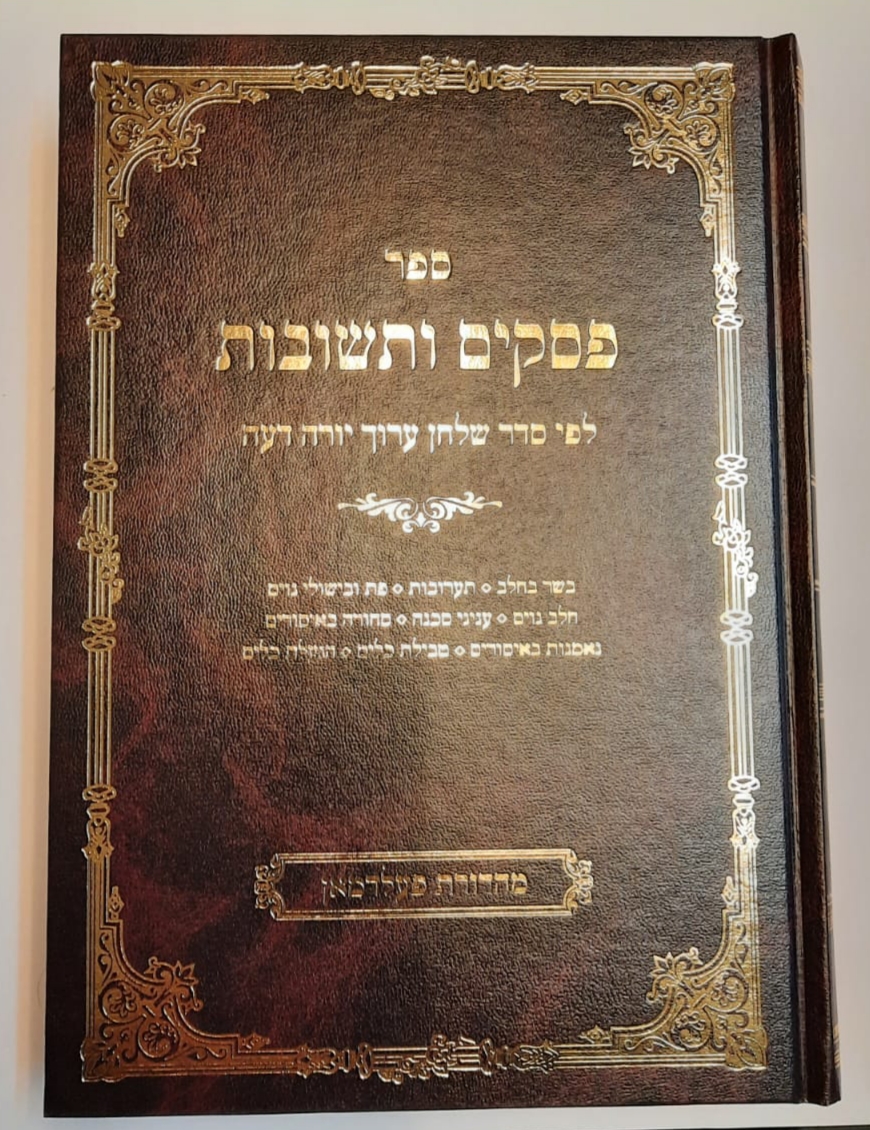 ספר
פסקים ותשובות
לפי סדר שלחן ערוך יורה דעה
בשר בחלב ⋄ תערובות ⋄ פת ובישולי גוים
חלב גוים ⋄ עניני סכנה ⋄ סחורה באיסורים
נאמנות באיסורים ⋄ טבילת כלים ⋄ הגעלת כלים
מהדורת פעלדמאן